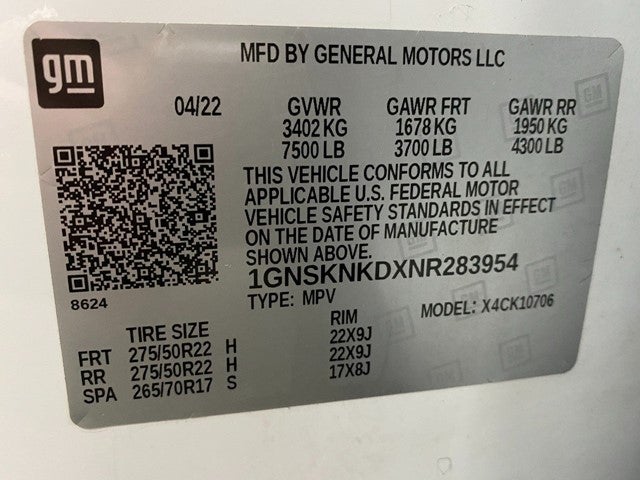 gm
MFD BY GENERAL MOTORS LLC
04/22 GVWR GAWR FRT GAWR RR
3402 KG 1678 KG 1950 KG
7500 LB 3700 LB 4300 LB
THIS VEHICLE CONFORMS TO ALL
APPLICABLE U.S. FEDERAL MOTOR
VEHICLE SAFETY STANDARDS IN EFFECT
ON THE DATE OF MANUFACTURE
SHOWN ABOVE.
1GNSKNKDXNR283954
8624
TYPE: MPV MODEL: X4CK10706
TIRE SIZE RIM
FRT 275/50R22 H 22X9J
RR 275/50R22 H 22X9J
SPA 265/70R17 S 17X8J